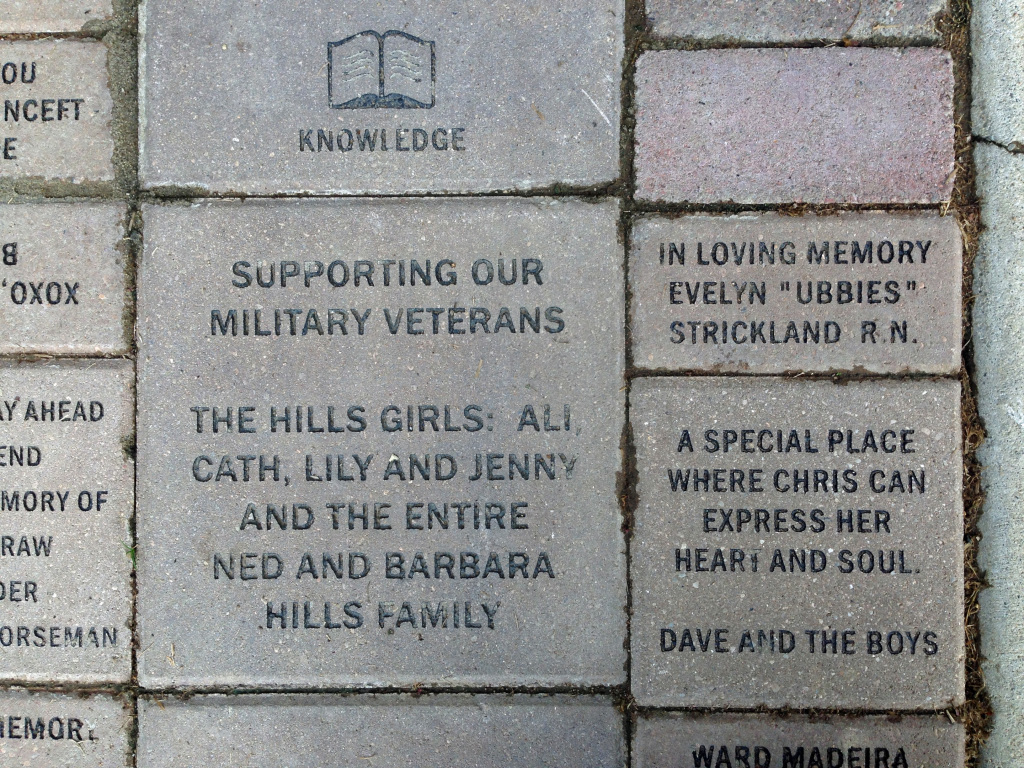 OU
NCEFT
E
B
XOXO,
AY AHEAD
END
MORY OF
RAW
DER
ORSEMAN
KNOWLEDGE
SUPPORTING OUR
MILITARY VETERANS
THE HILLS GIRLS: ALI,
CATH, LILY AND JENNY
AND THE ENTIRE
NED AND BARBARA
HILLS FAMILY
IN LOVING MEMORY
EVELYN "UBBIES"
STRICKLAND R.N.
A SPECIAL PLACE
WHERE CHRIS CAN
EXPRESS HER
HEART AND SOUL.
DAVE AND THE BOYS
WARD MADEIRA